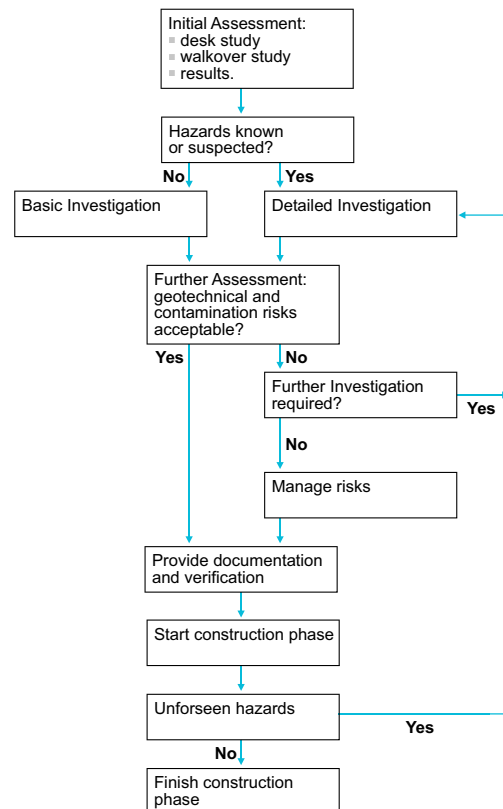 Initial Assessment:
▪ desk study
▪ walkover study
▪ results.
Hazards known
or suspected?
No
Yes
Basic Investigation
Detailed Investigation
Further Assessment:
geotechnical and
contamination risks
acceptable?
Yes
No
Further Investigation
required?
Yes
No
Manage risks
Provide documentation
and verification
Start construction phase
Unforseen hazards
Yes
No
Finish construction
phase